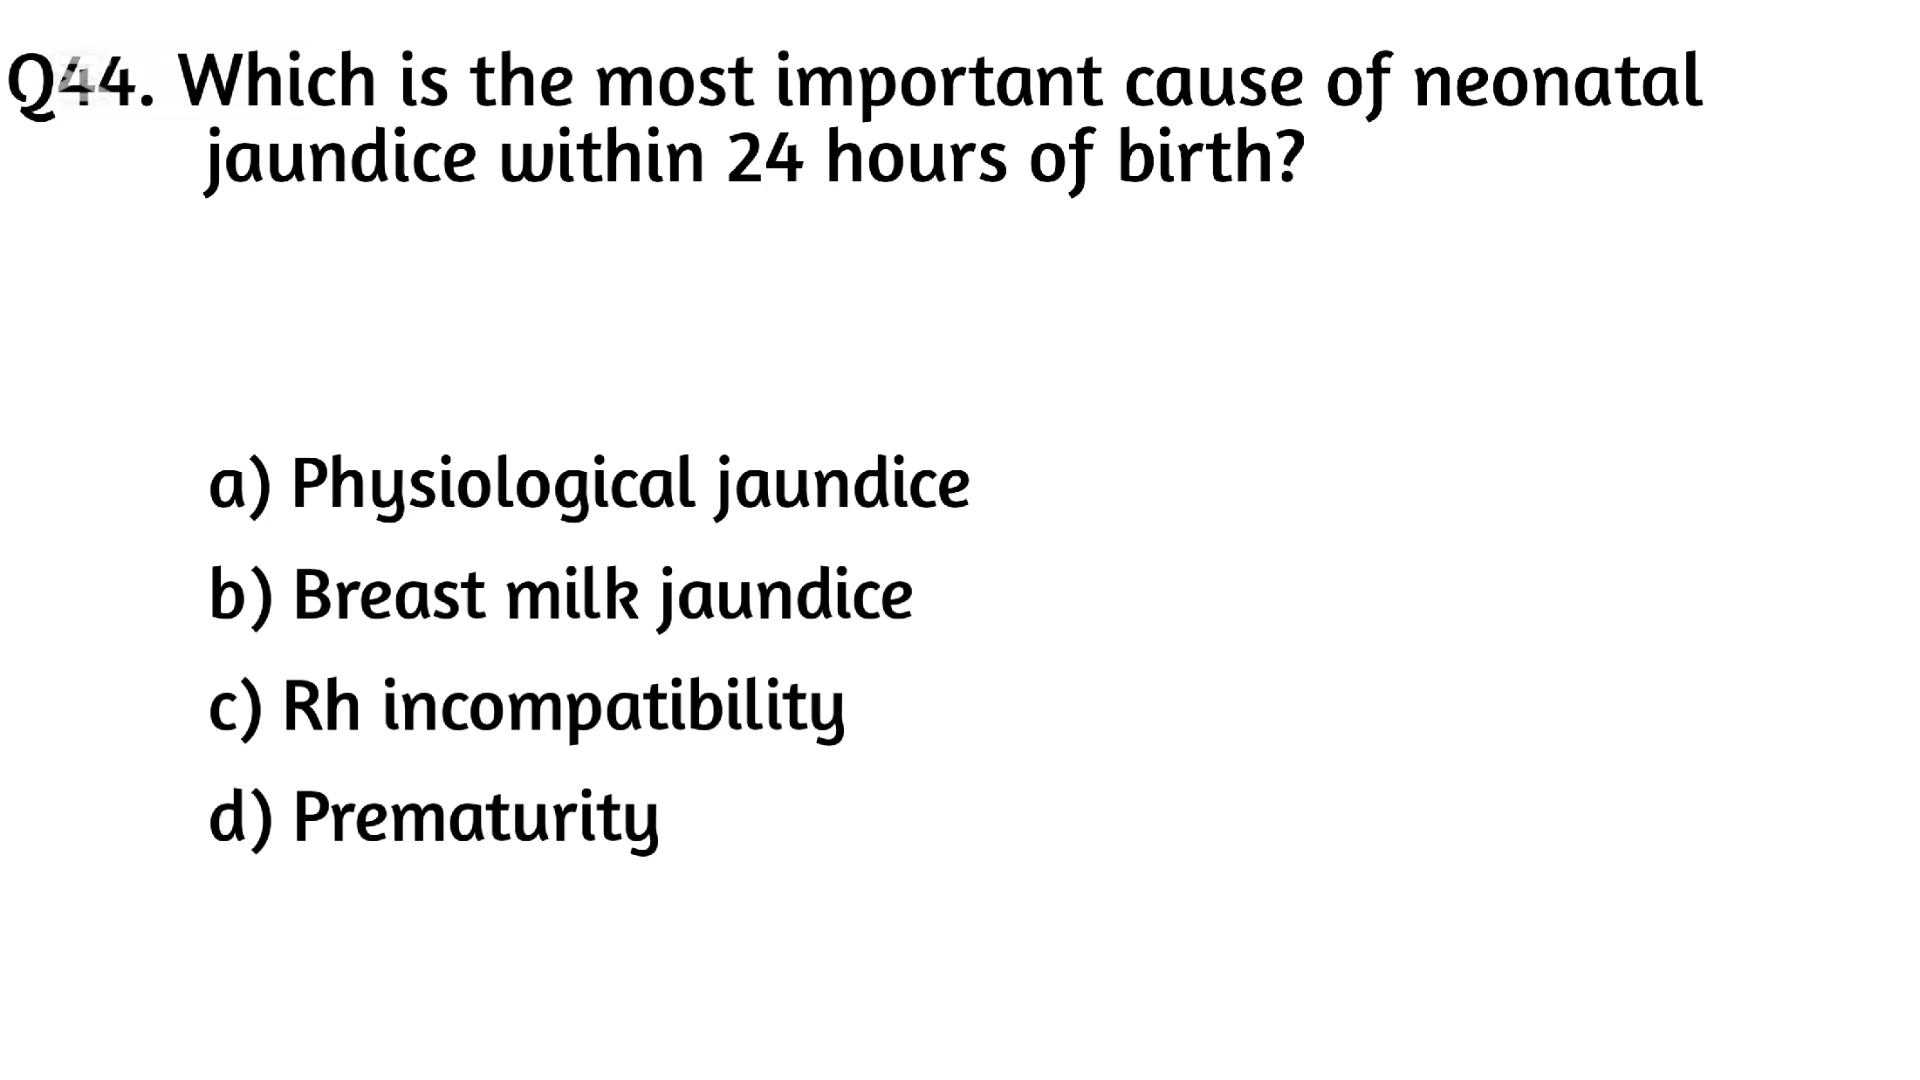 Q44. Which is the most important cause of neonatal
jaundice within 24 hours of birth?
a) Physiological jaundice
b) Breast milk jaundice
c) Rh incompatibility
d) Prematurity